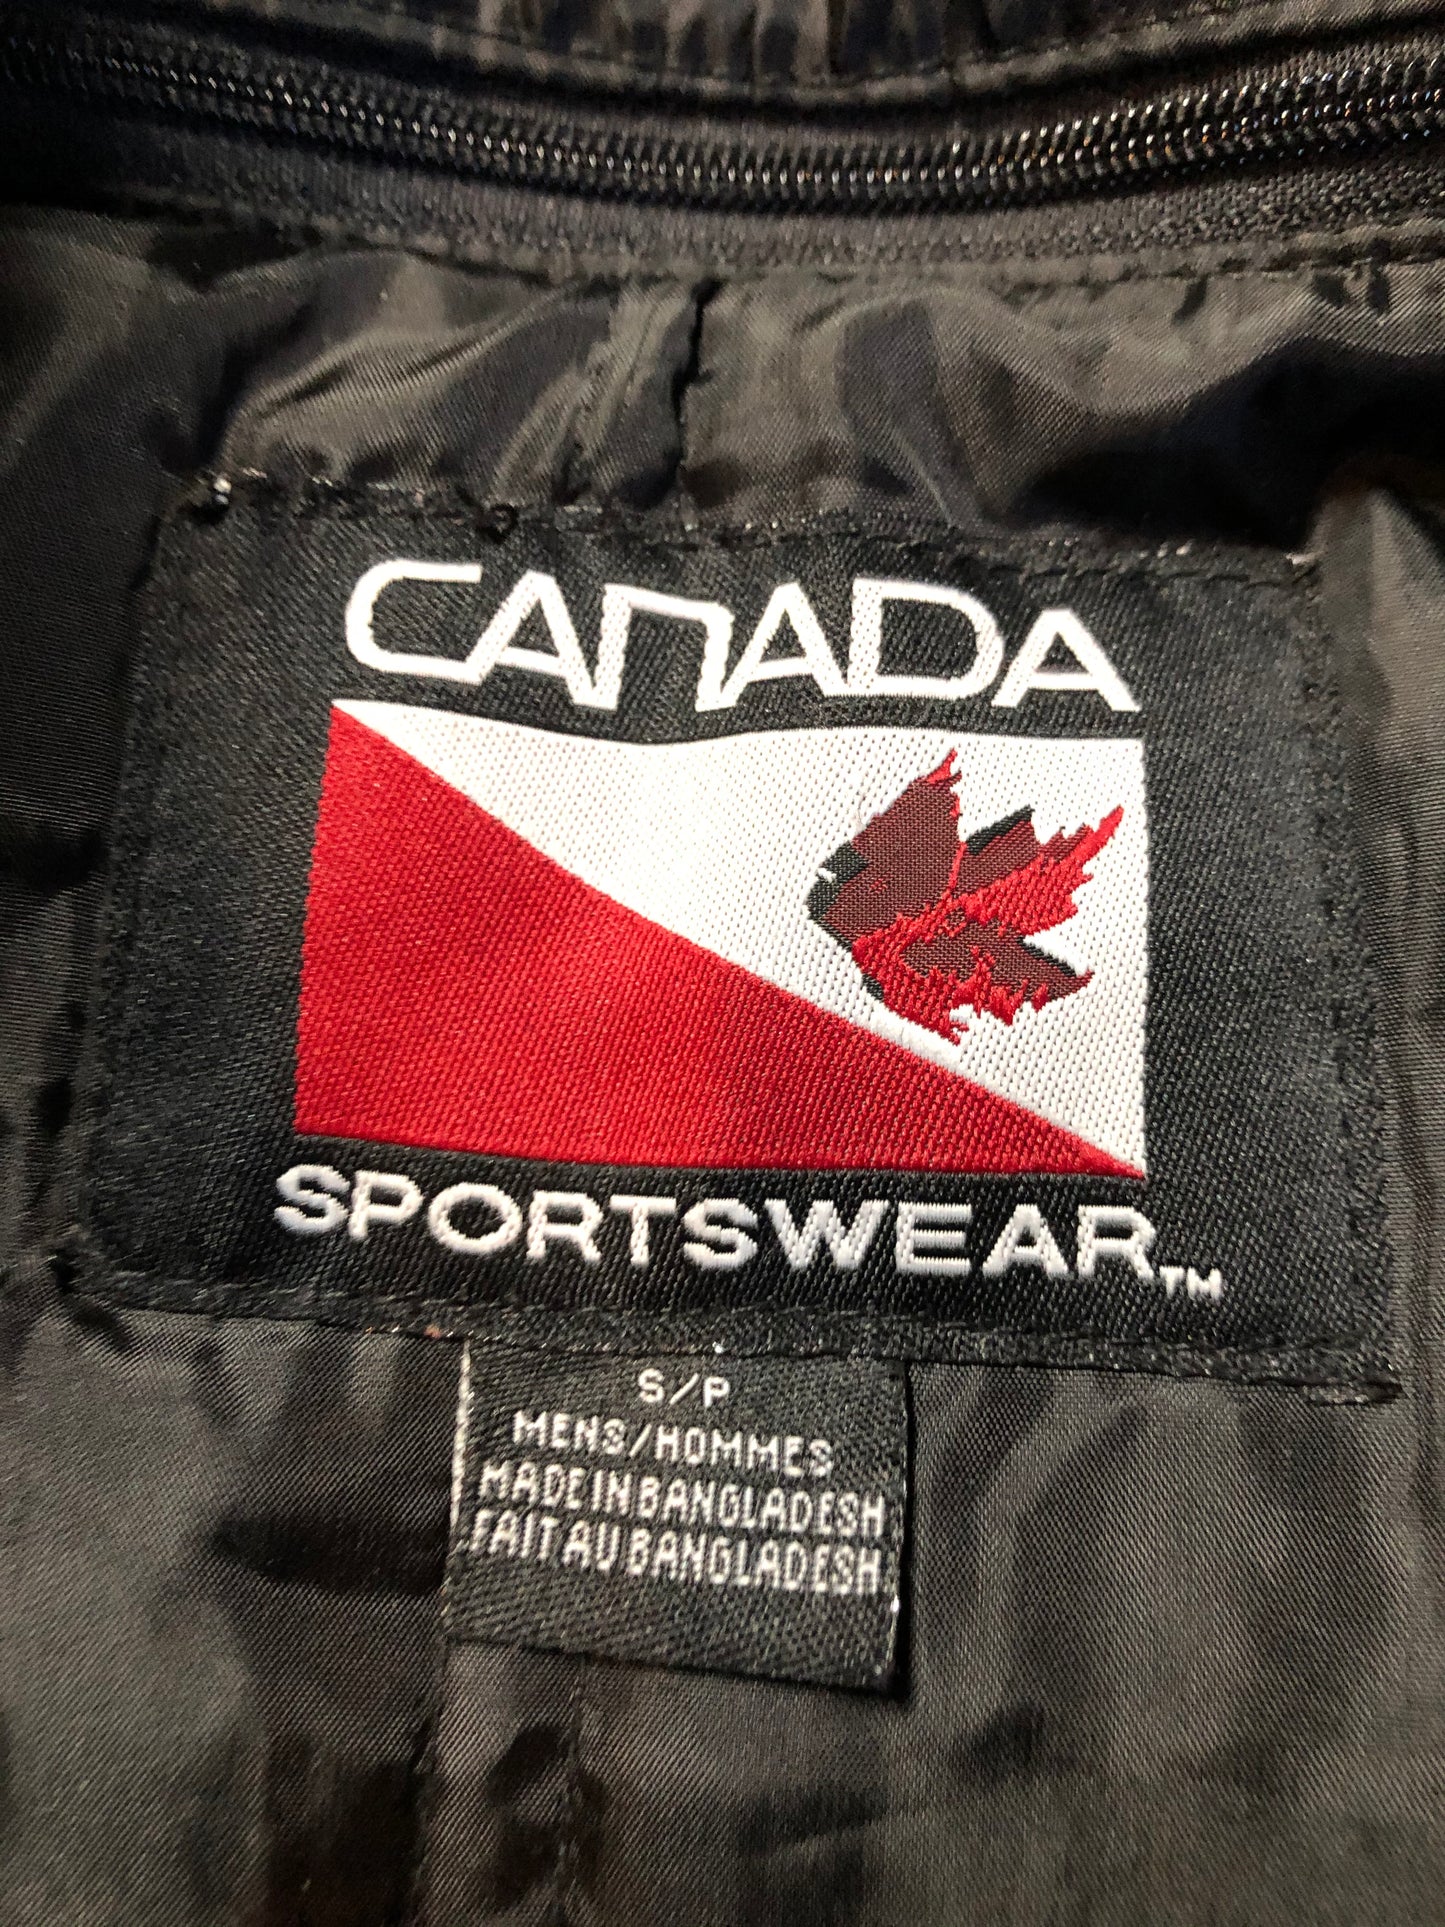 CANADA
SPORTSWEAR™
S/P
MENS/HOMMES
MADE IN BANGLADESH
FAIT AU BANGLADESH